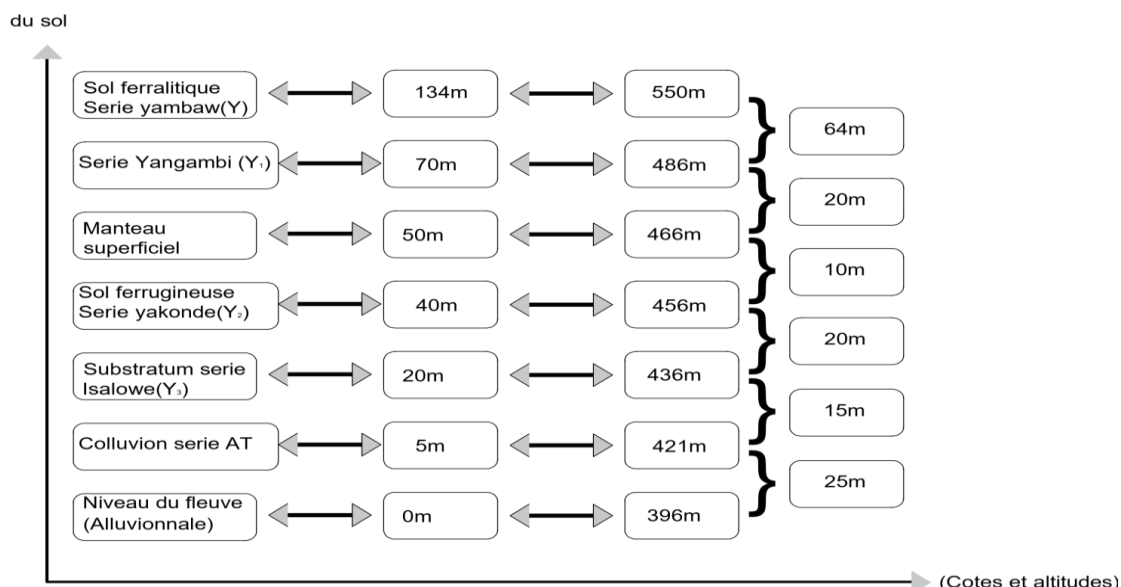 du sol
Sol ferralitique
Serie yambaw(Y)
134m
550m
64m
Serie Yangambi (Y₁)
70m
486m
20m
Manteau
superficiel
50m
466m
10m
Sol ferrugineuse
Serie yakonde(Y₂)
40m
456m
20m
Substratum serie
Isalowe(Y₃)
20m
436m
15m
Colluvion serie AT
5m
421m
25m
Niveau du fleuve
(Alluvionnale)
0m
396m
(Cotes et altitudes)